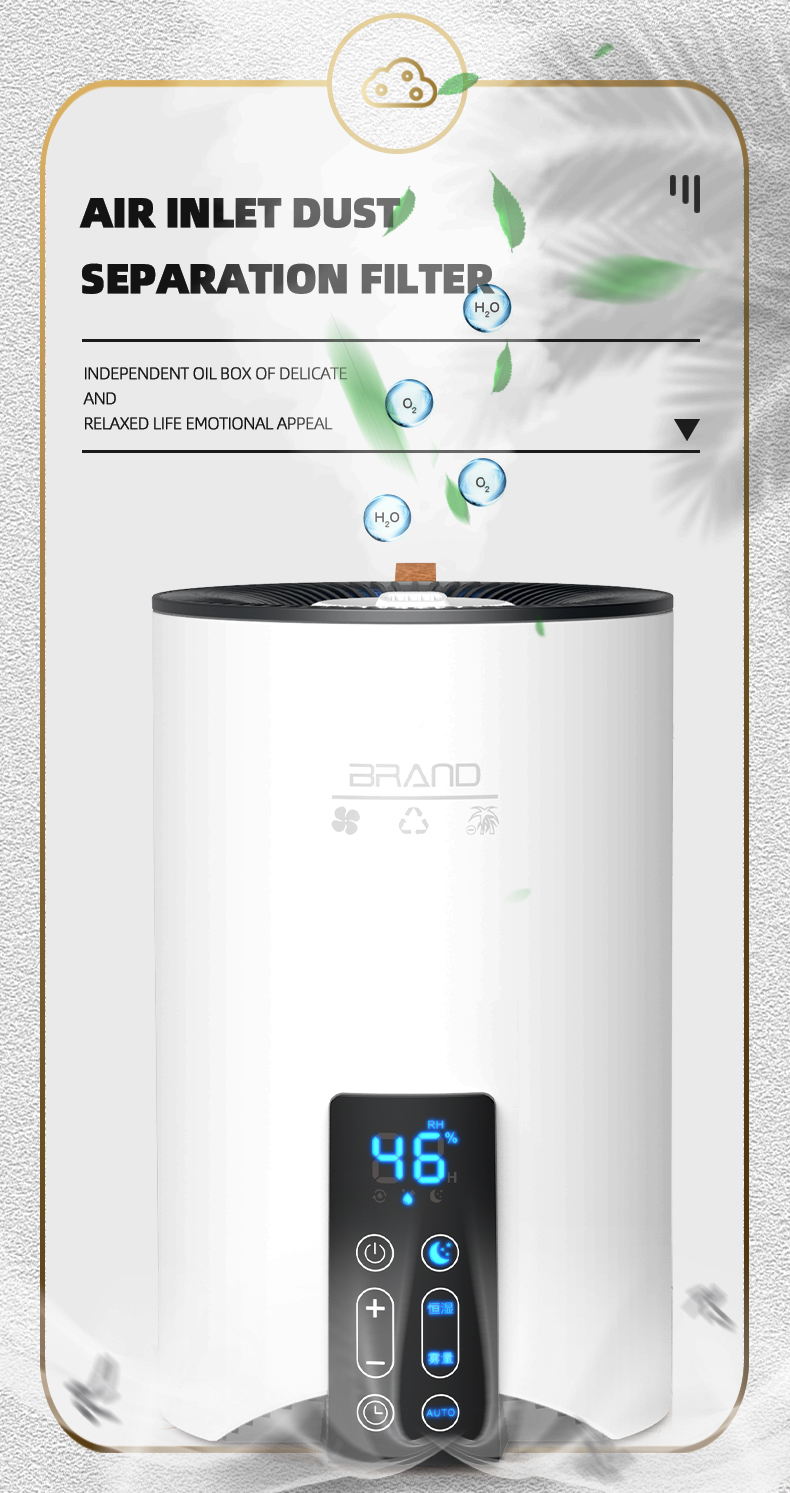 AIR INLET DUST
SEPARATION FILTER
H₂O
INDEPENDENT OIL BOX OF DELICATE
AND
RELAXED LIFE EMOTIONAL APPEAL
O₂
O₂
H₂O
BRAND
RH
46%
H
恒湿
雾量
AUTO